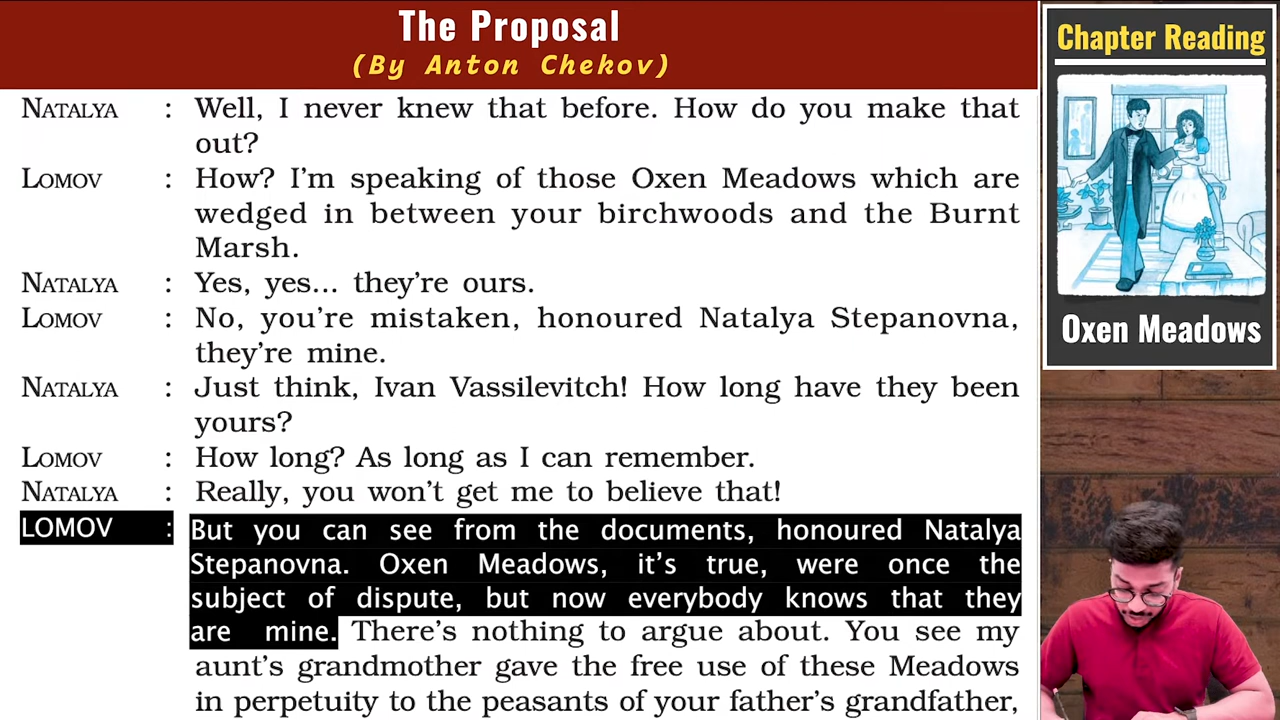 The Proposal
(By Anton Chekov)
NATALYA : Well, I never knew that before. How do you make that
out?
LOMOV : How? I'm speaking of those Oxen Meadows which are
wedged in between your birchwoods and the Burnt
Marsh.
NATALYA : Yes, yes... they're ours.
LOMOV : No, you're mistaken, honoured Natalya Stepanovna,
they're mine.
NATALYA : Just think, Ivan Vassilevitch! How long have they been
yours?
LOMOV : How long? As long as I can remember.
NATALYA : Really, you won't get me to believe that!
LOMOV : But you can see from the documents, honoured Natalya
Stepanovna. Oxen Meadows, it's true, were once the
subject of dispute, but now everybody knows that they
are mine. There's nothing to argue about. You see my
aunt's grandmother gave the free use of these Meadows
in perpetuity to the peasants of your father's grandfather,
Chapter Reading
Oxen Meadows